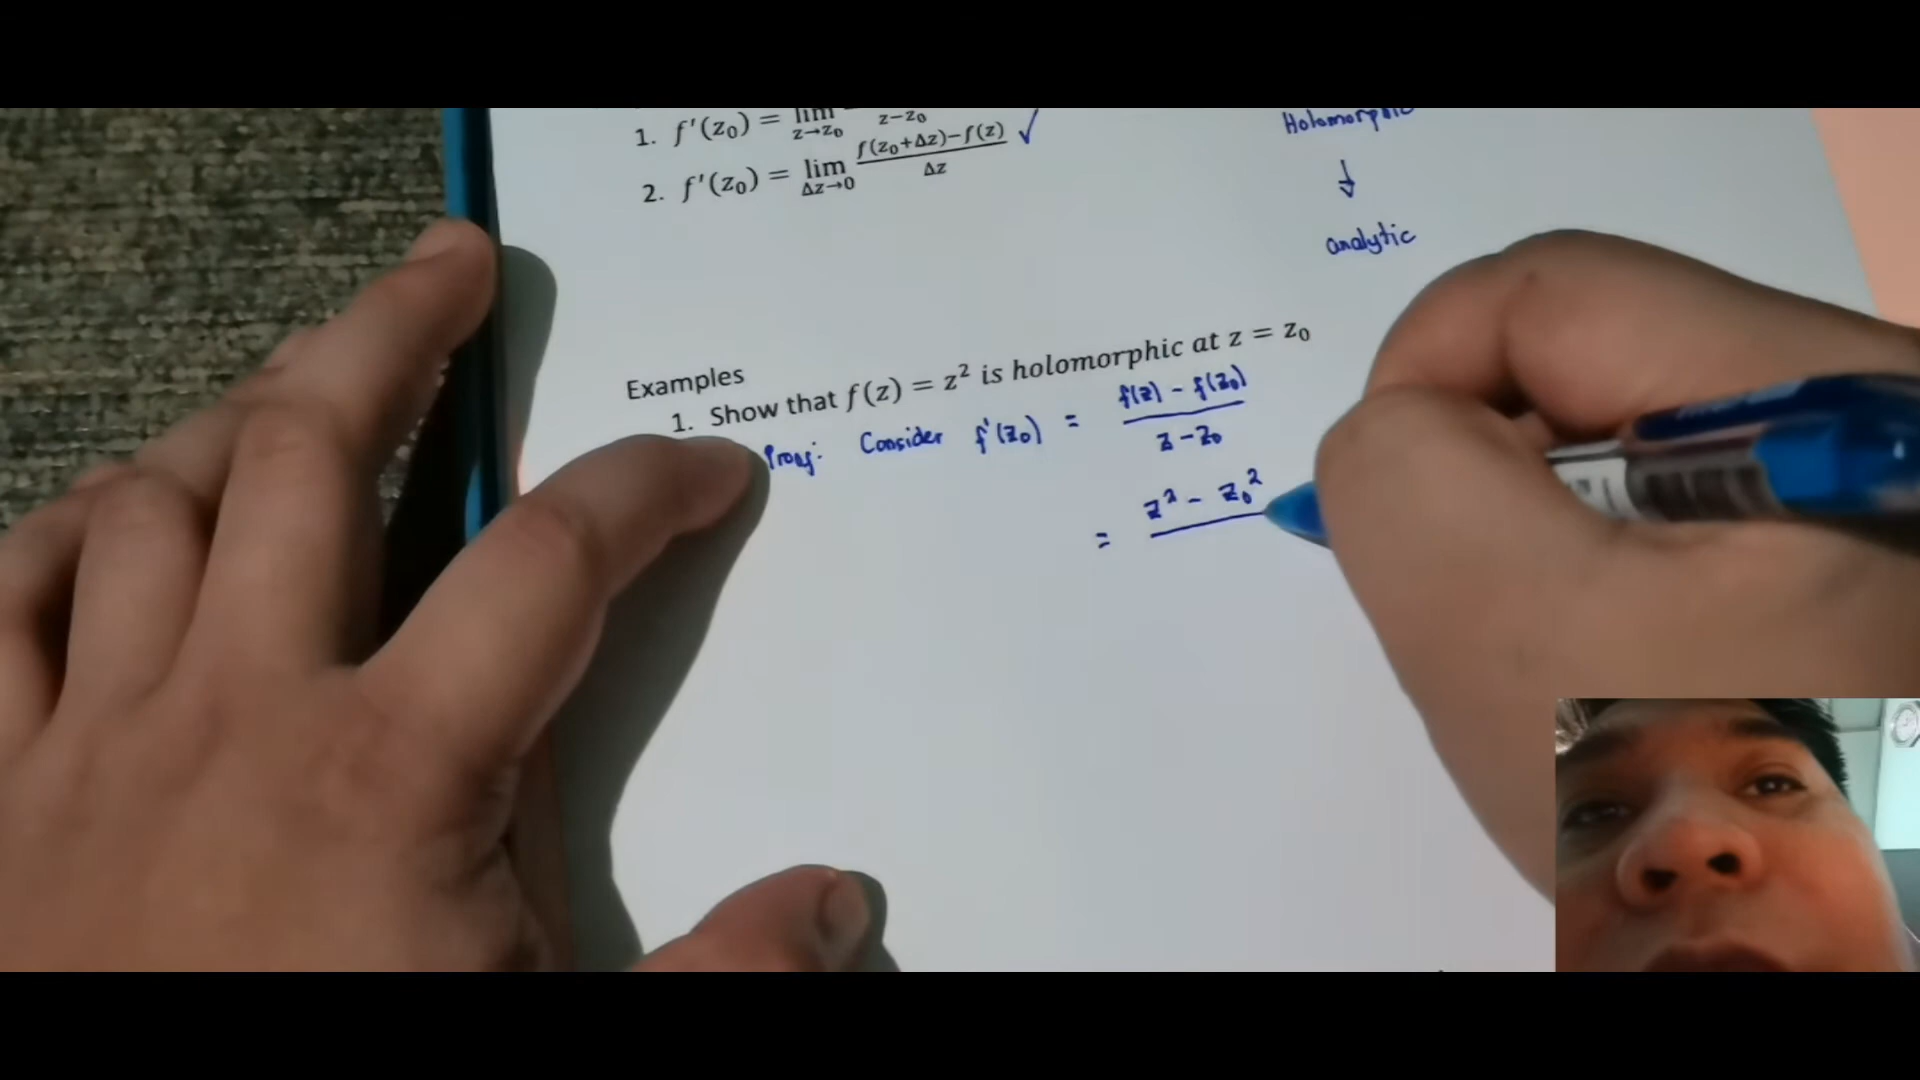 1. f'(z₀) = lim z→z₀ z−z₀
2. f'(z₀) = lim Δz→0 f(z₀+Δz)−f(z) / Δz ✓
Holomorphic
↓
analytic
Examples
1. Show that f(z) = z² is holomorphic at z = z₀
Proof: Consider f'(z₀) = f(z) - f(z₀) / z - z₀
= z² - z₀²